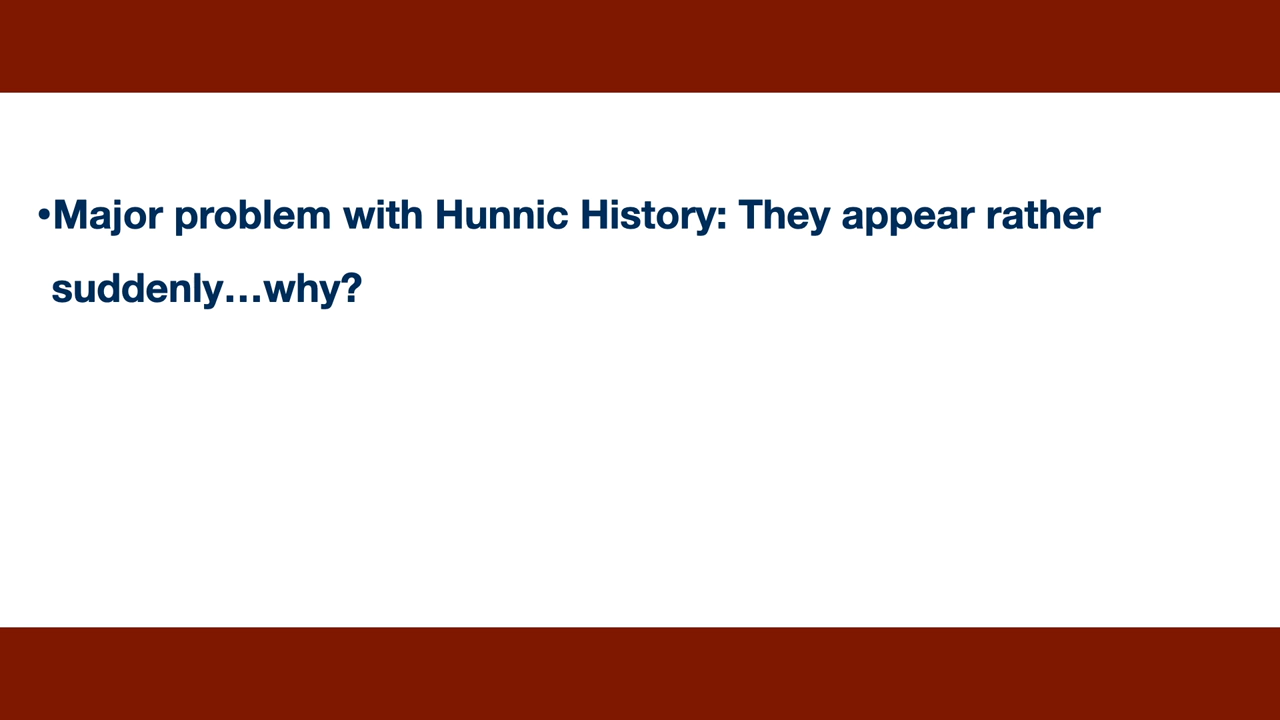 •Major problem with Hunnic History: They appear rather
suddenly…why?